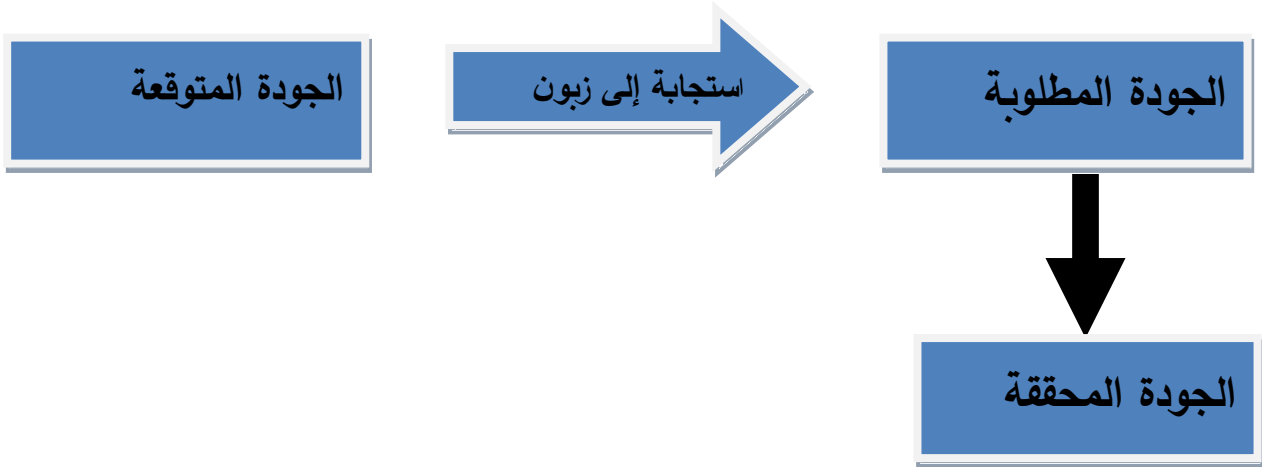 الجودة المتوقعة
استجابة إلى زبون
الجودة المطلوبة
الجودة المحققة